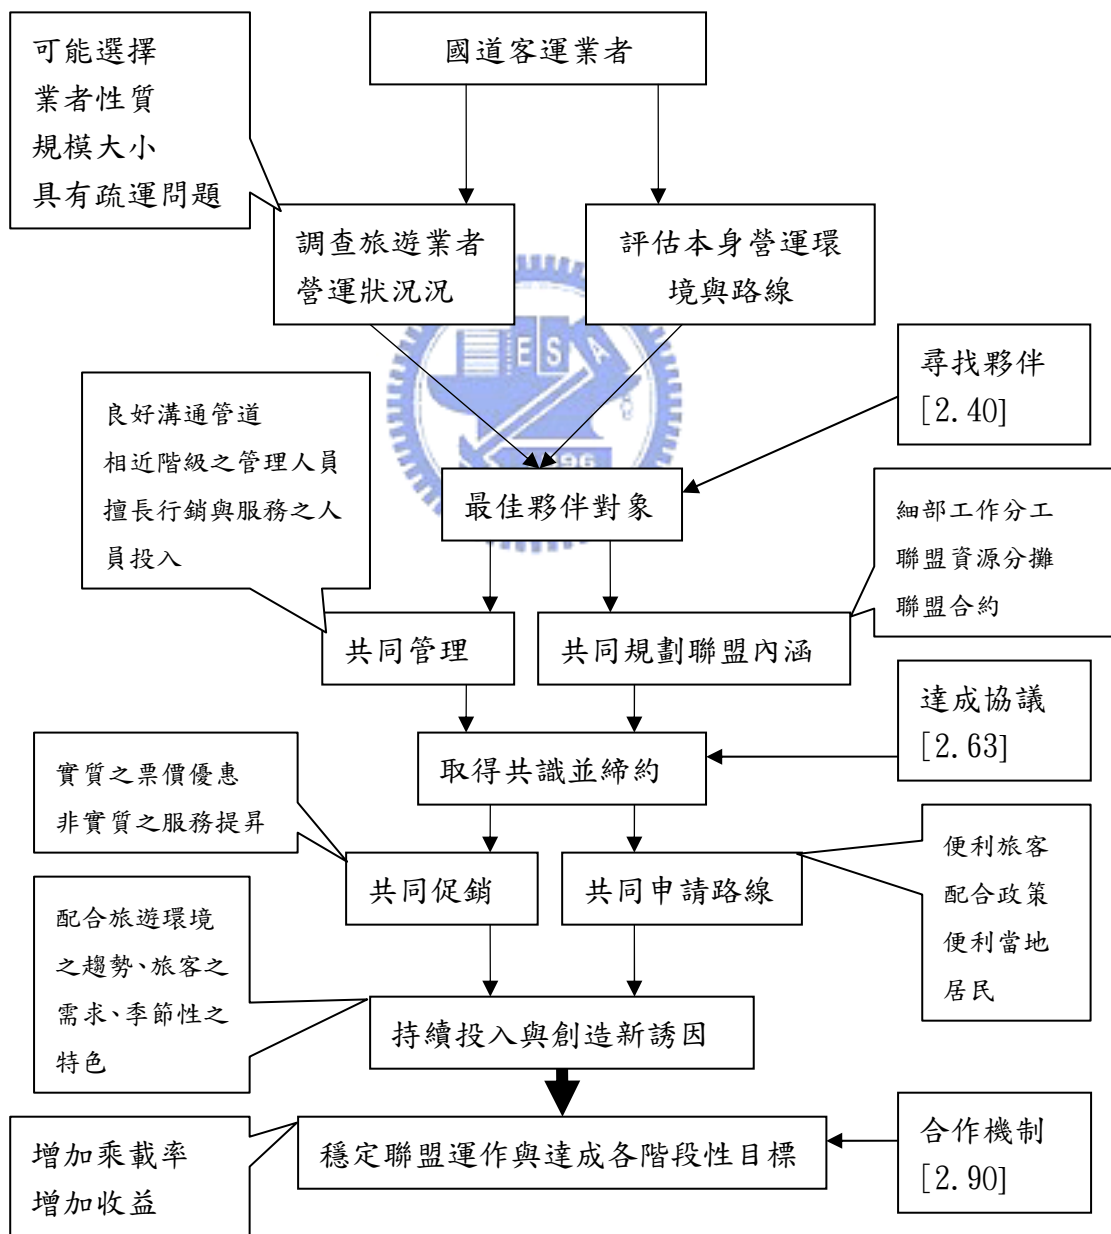 可能選擇
業者性質
規模大小
具有疏運問題
國道客運業者
調查旅遊業者
營運狀況況
評估本身營運環
境與路線
尋找夥伴
[2.40]
E S A
96
良好溝通管道
相近階級之管理人員
擅長行銷與服務之人
員投入
最佳夥伴對象
細部工作分工
聯盟資源分攤
聯盟合約
共同管理
共同規劃聯盟內涵
達成協議
[2.63]
實質之票價優惠
非實質之服務提昇
取得共識並締約
便利旅客
配合政策
便利當地
居民
共同促銷
共同申請路線
配合旅遊環境
之趨勢、旅客之
需求、季節性之
特色
持續投入與創造新誘因
增加乘載率
增加收益
穩定聯盟運作與達成各階段性目標
合作機制
[2.90]